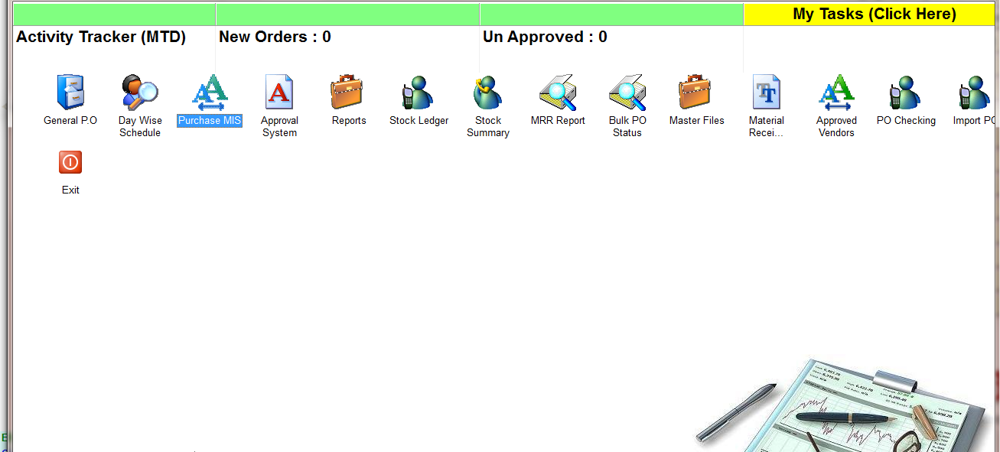 My Tasks (Click Here)
Activity Tracker (MTD)
New Orders : 0
Un Approved : 0
General P.O
Day Wise
Schedule
Purchase MIS
Approval
System
Reports
Stock Ledger
Stock
Summary
MRR Report
Bulk PO
Status
Master Files
Material
Recei...
Approved
Vendors
PO Checking
Import PO
Exit